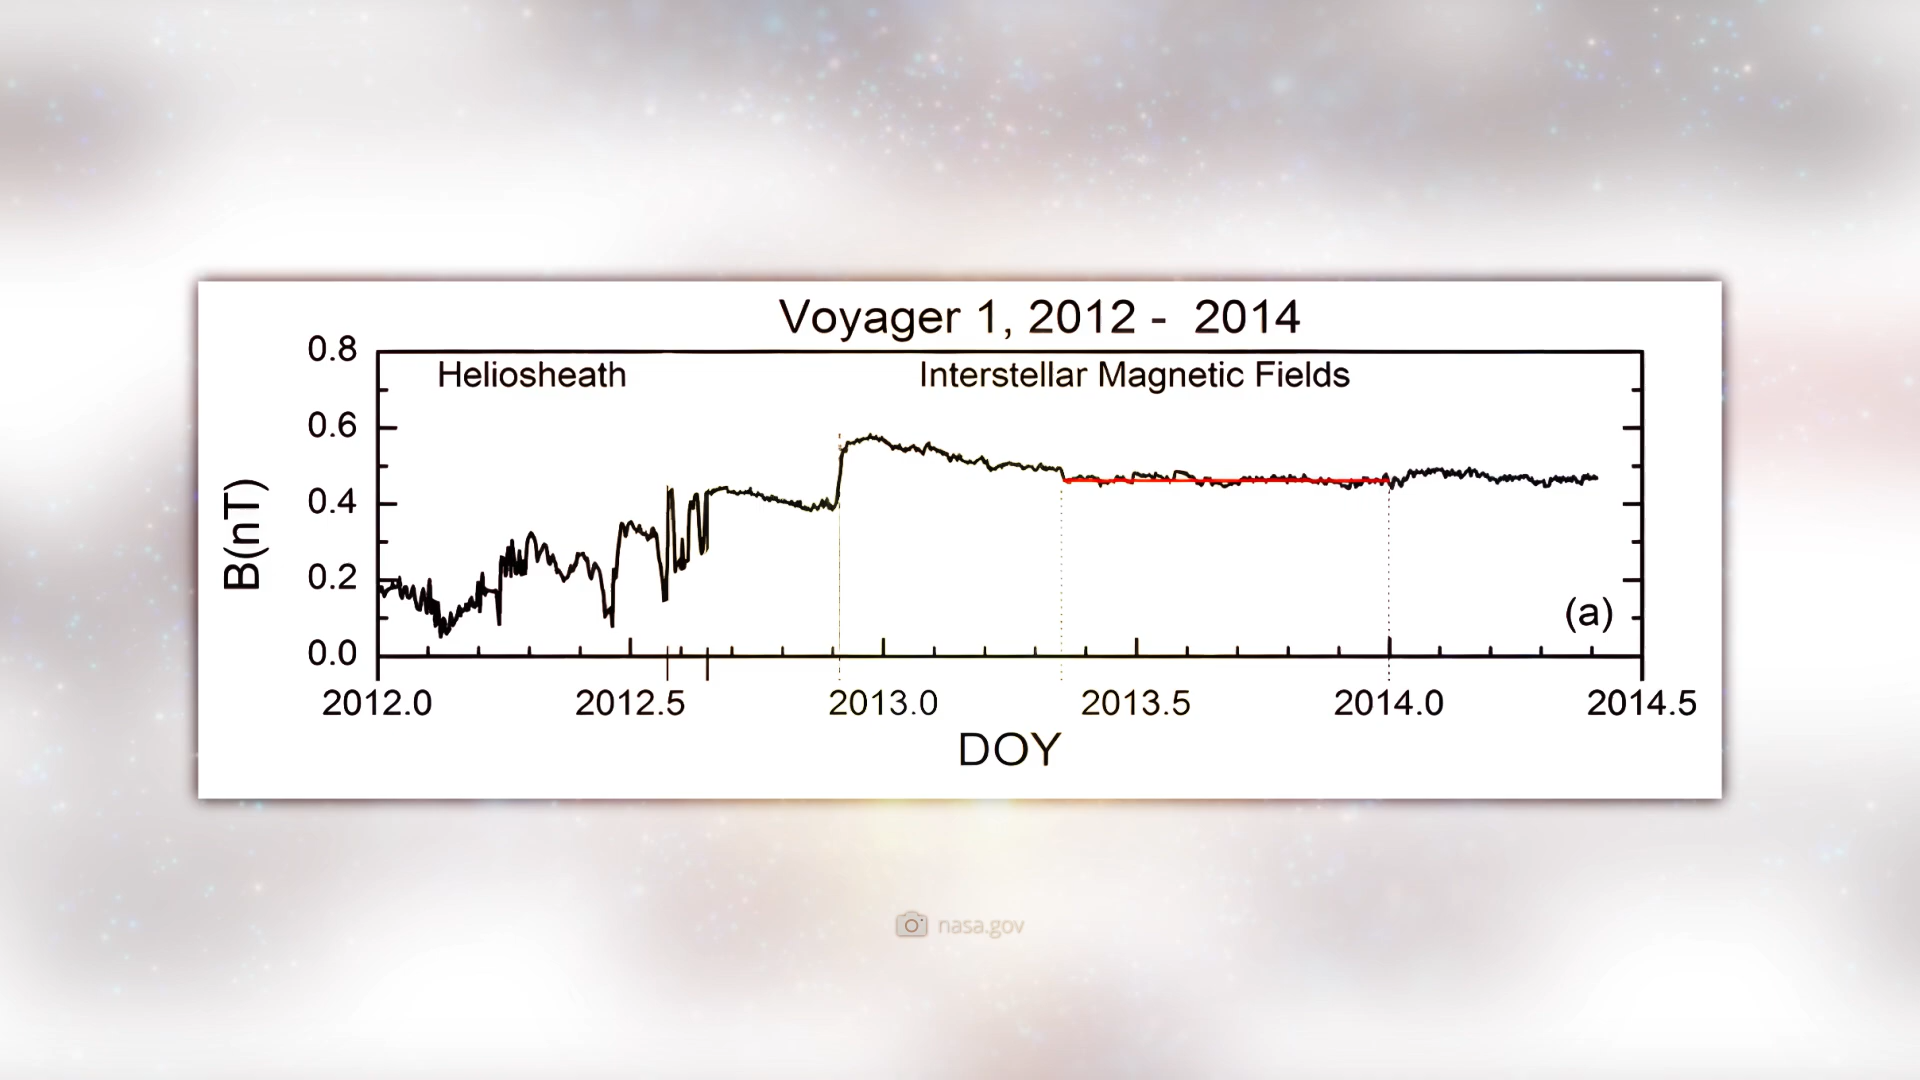 Voyager 1, 2012 - 2014
Heliosheath
Interstellar Magnetic Fields
0.8
0.6
0.4
0.2
0.0
B(nT)
(a)
2012.0 2012.5 2013.0 2013.5 2014.0 2014.5
DOY
nasa.gov